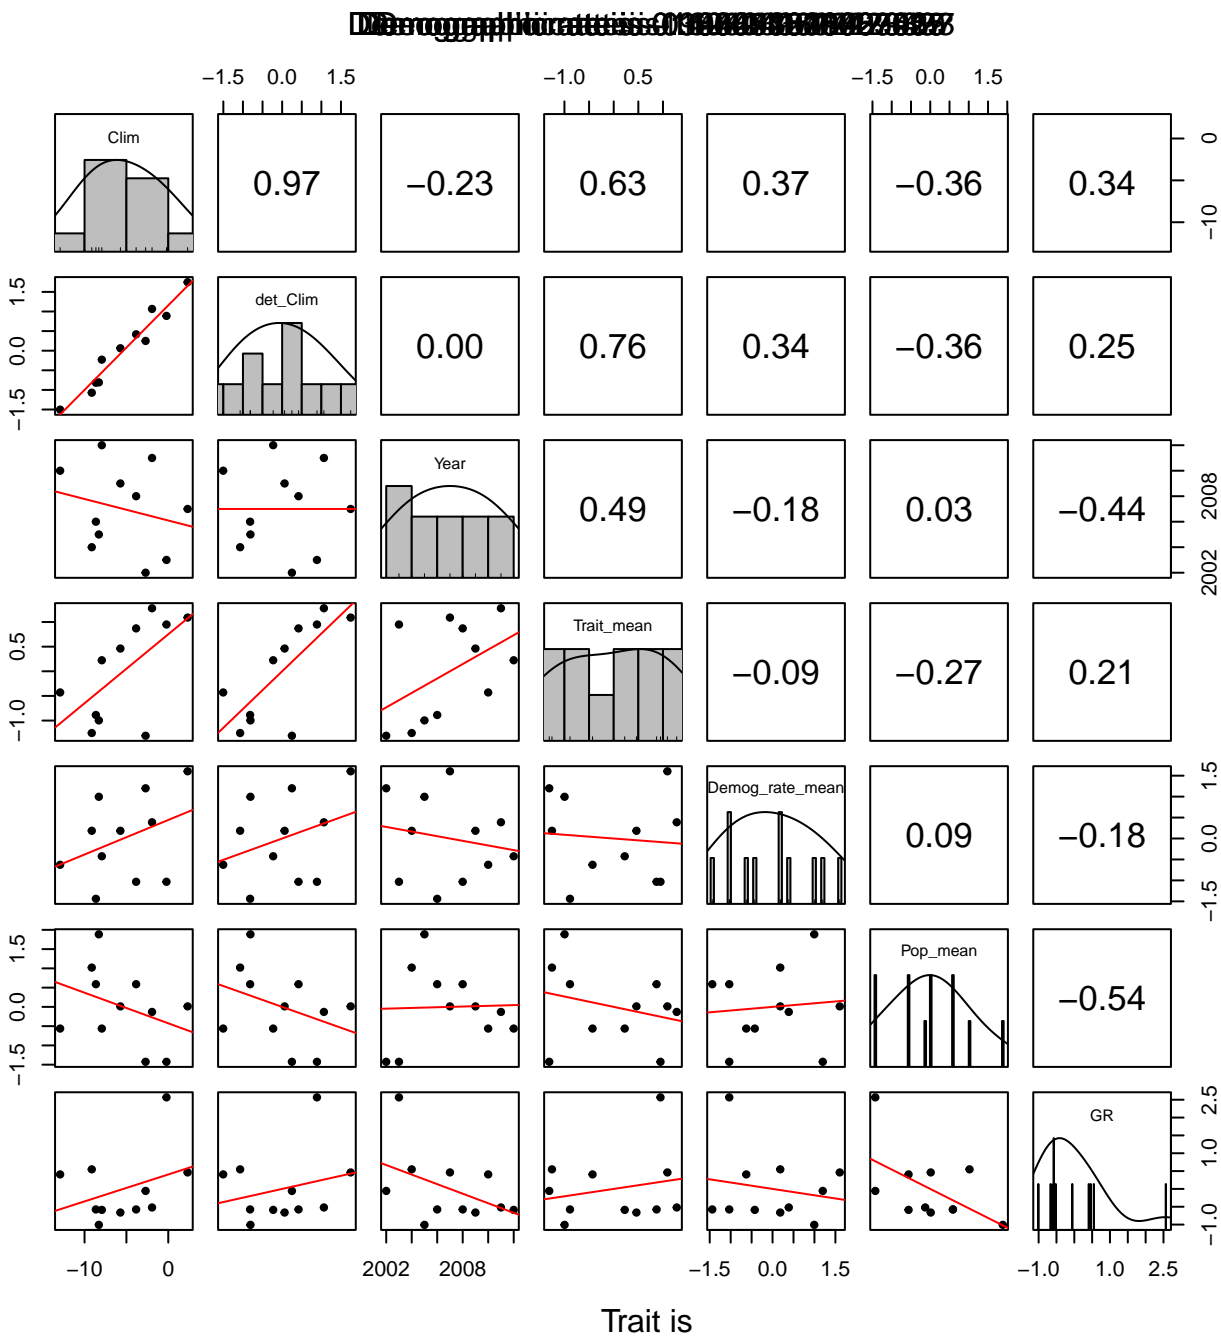 −1.5 0.0 1.5 −1.0 0.5 −1.5 0.0 1.5
Clim 0.97 −0.23 0.63 0.37 −0.36 0.34 −10 0
−1.5 0.0 1.5 det_Clim 0.00 0.76 0.34 −0.36 0.25
Year 0.49 −0.18 0.03 −0.44 2002 2008
−1.0 0.5 Trait_mean −0.09 −0.27 0.21
Demog_rate_mean 0.09 −0.18 −1.5 0.0 1.5
−1.5 0.0 1.5 Pop_mean −0.54
GR −1.0 1.0 2.5
−10 0 2002 2008 −1.5 0.0 1.5 −1.0 1.0 2.5
Trait is